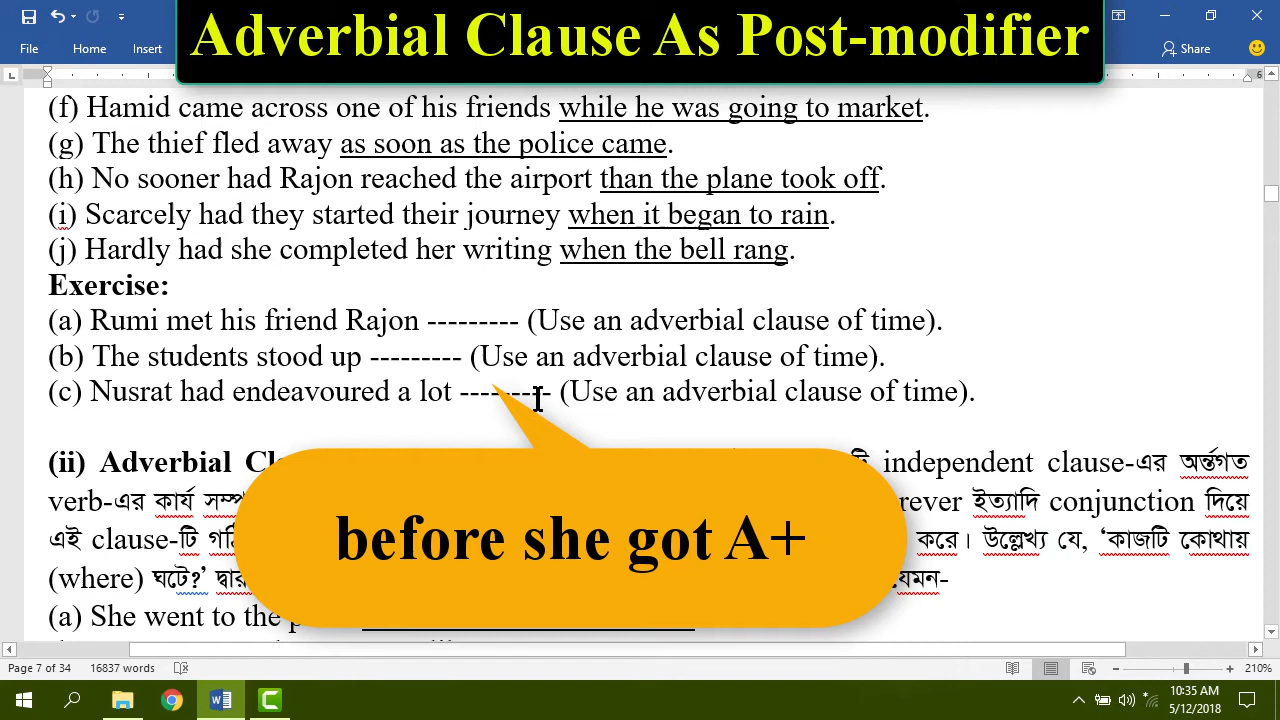 Adverbial Clause As Post-modifier
File Home Insert Share
6
(f) Hamid came across one of his friends while he was going to market.
(g) The thief fled away as soon as the police came.
(h) No sooner had Rajon reached the airport than the plane took off.
(i) Scarcely had they started their journey when it began to rain.
(j) Hardly had she completed her writing when the bell rang.
Exercise:
(a) Rumi met his friend Rajon --------- (Use an adverbial clause of time).
(b) The students stood up --------- (Use an adverbial clause of time).
(c) Nusrat had endeavoured a lot --------- (Use an adverbial clause of time).
(ii) Adverbial independent clause-এর অর্ন্তগত
verb-এর কার্য ইত্যাদি conjunction দিয়ে
এই clause-টি করে। উল্লেখ্য যে, ‘কাজটি কোথায়
(where) ঘটে?’ যেমন-
before she got A+
(a) She went to the
Page 7 of 34 16837 words 210%
10:35 AM
5/12/2018